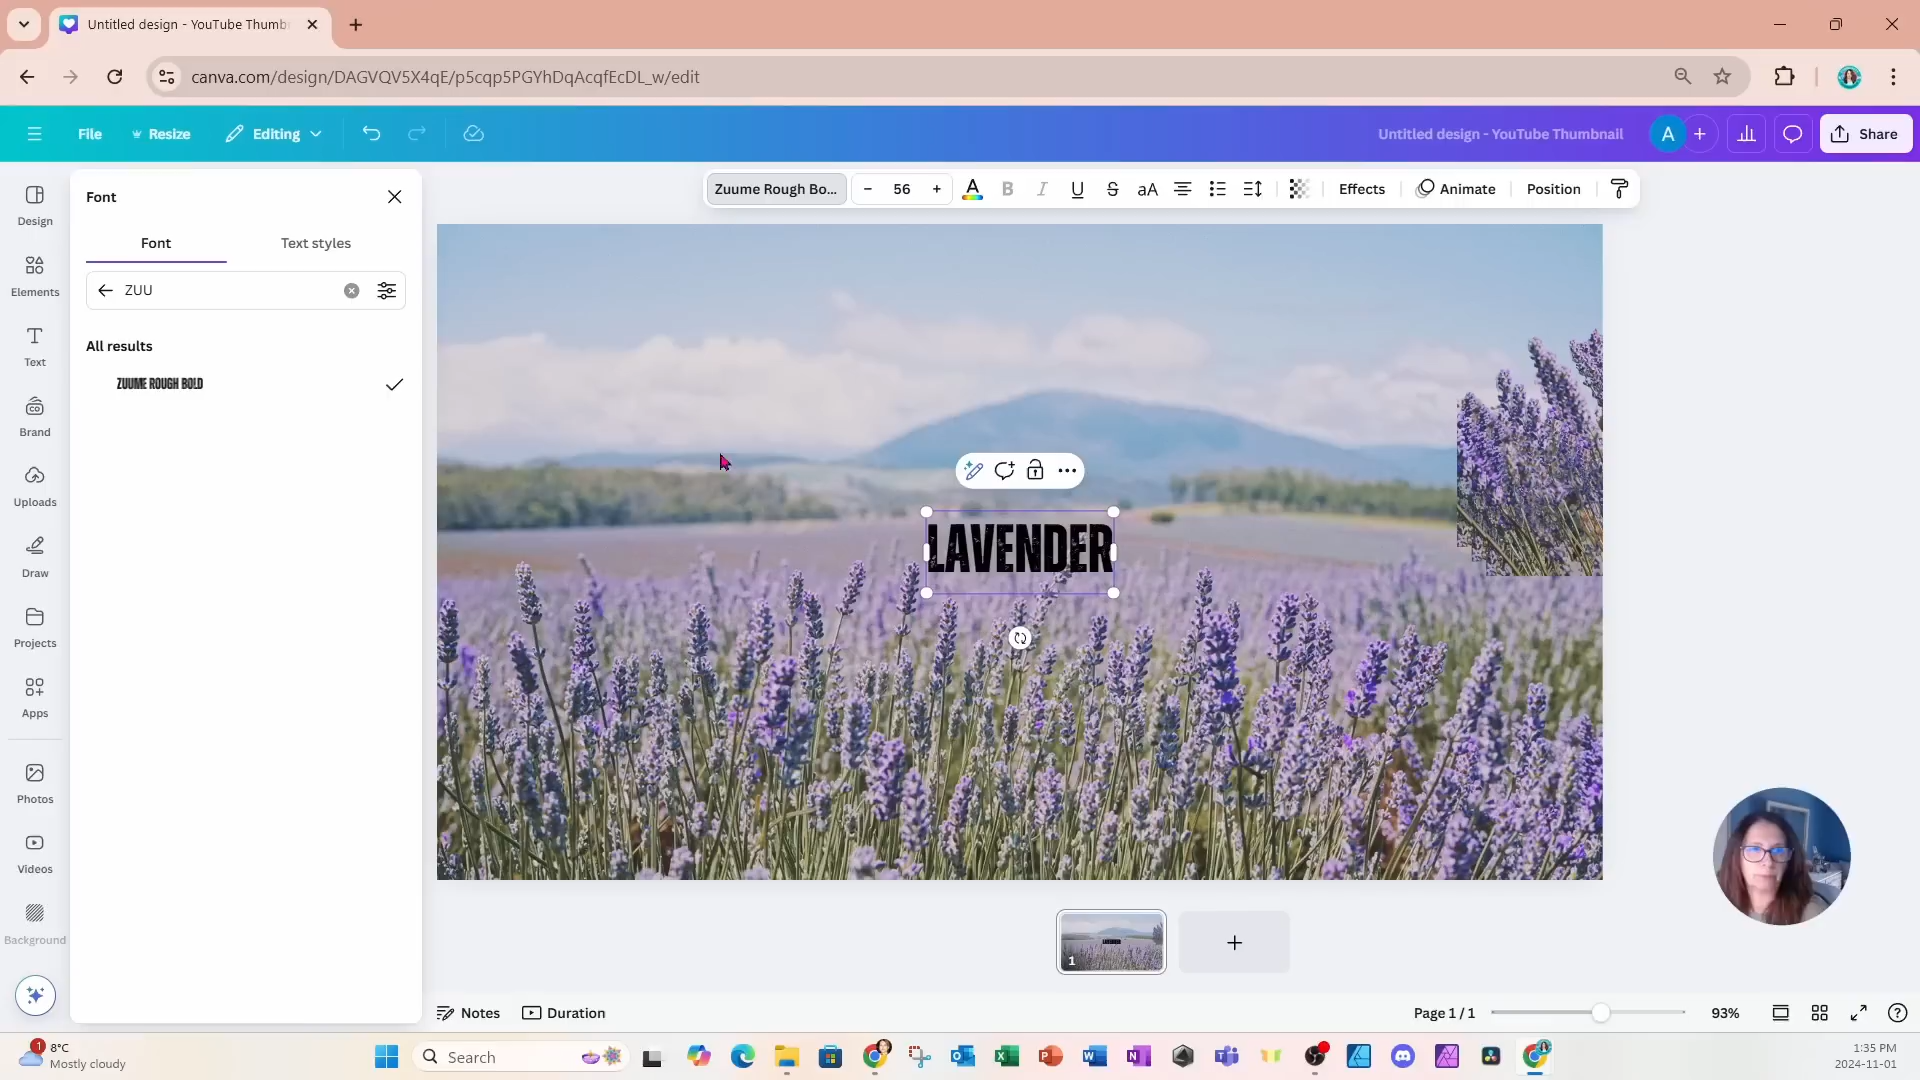 Untitled design - YouTube Thumb
canva.com/design/DAGVQV5X4qE/p5cqp5PGYhDqAcqfEcDL_w/edit
File
Resize
Editing
Untitled design - YouTube Thumbnail
A
Share
Font
Zuume Rough Bo...
56
aA
Effects
Animate
Position
Design
Font
Text styles
Elements
ZUU
Text
All results
ZUUME ROUGH BOLD
Brand
Uploads
LAVENDER
Draw
Projects
Apps
Photos
Videos
Background
1
Notes
Duration
Page 1 / 1
93%
1
8°C
Mostly cloudy
Search
1:35 PM
2024-11-01